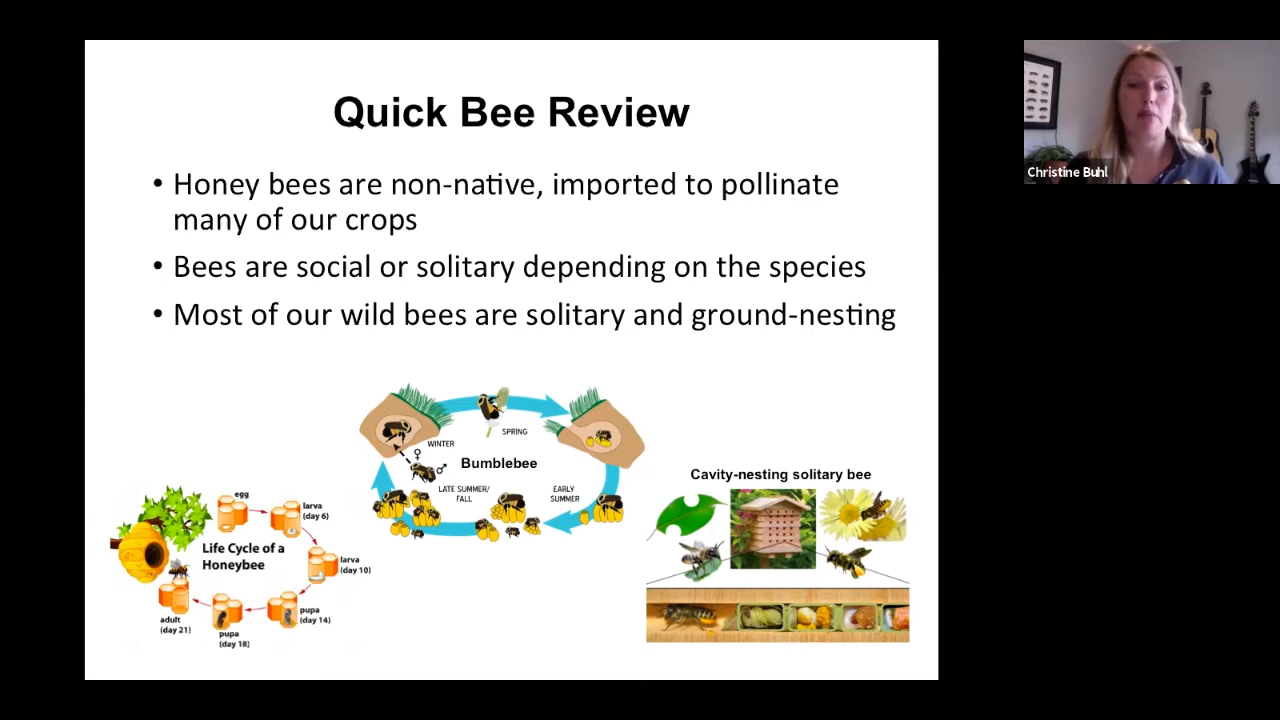 Quick Bee Review
• Honey bees are non-native, imported to pollinate
many of our crops
• Bees are social or solitary depending on the species
• Most of our wild bees are solitary and ground-nesting
WINTER
SPRING
♀
♂
Bumblebee
LATE SUMMER/
FALL
EARLY
SUMMER
Cavity-nesting solitary bee
egg
larva
(day 6)
Life Cycle of a
Honeybee
larva
(day 10)
pupa
(day 14)
pupa
(day 18)
adult
(day 21)
Christine Buhl